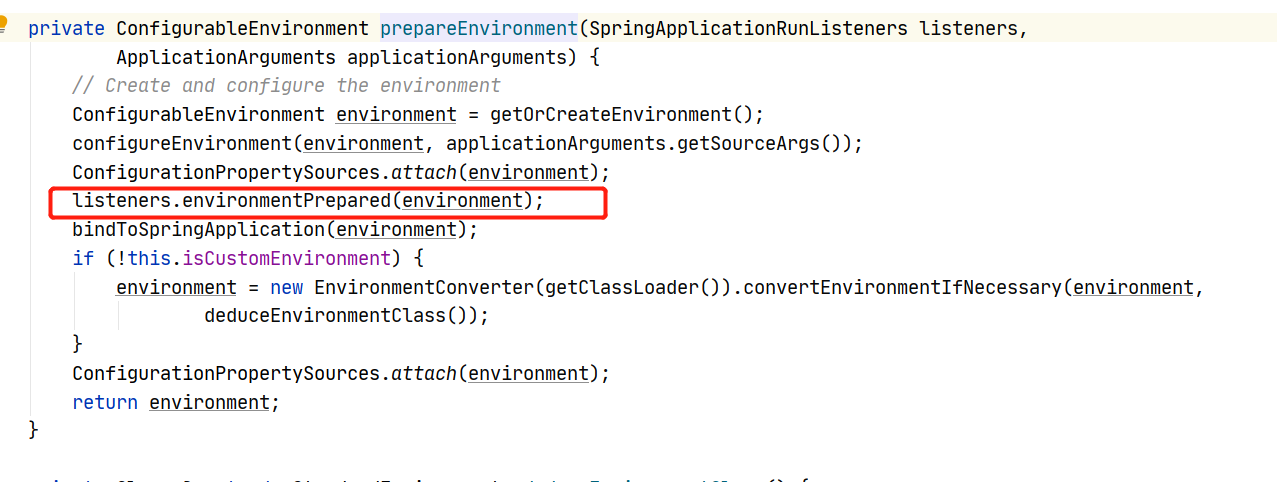 private ConfigurableEnvironment prepareEnvironment(SpringApplicationRunListeners listeners,
        ApplicationArguments applicationArguments) {
    // Create and configure the environment
    ConfigurableEnvironment environment = getOrCreateEnvironment();
    configureEnvironment(environment, applicationArguments.getSourceArgs());
    ConfigurationPropertySources.attach(environment);
    listeners.environmentPrepared(environment);
    bindToSpringApplication(environment);
    if (!this.isCustomEnvironment) {
        environment = new EnvironmentConverter(getClassLoader()).convertEnvironmentIfNecessary(environment,
                deduceEnvironmentClass());
    }
    ConfigurationPropertySources.attach(environment);
    return environment;
}